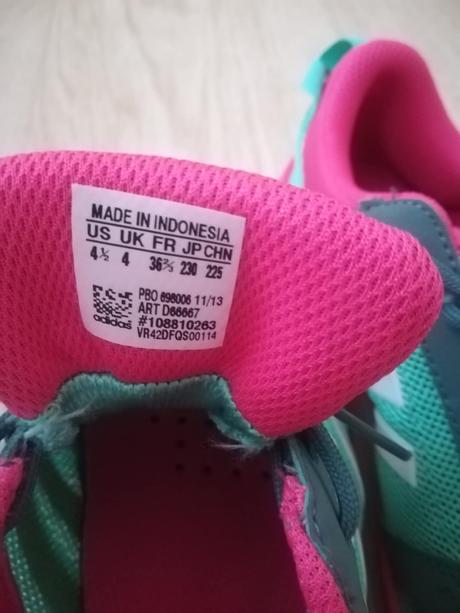 MADE IN INDONESIA
US UK FR JP CHN
4½ 4 36⅔ 230 225
PBO 698006 11/13
ART D66667
adidas #108810263
VR42DFQS00114